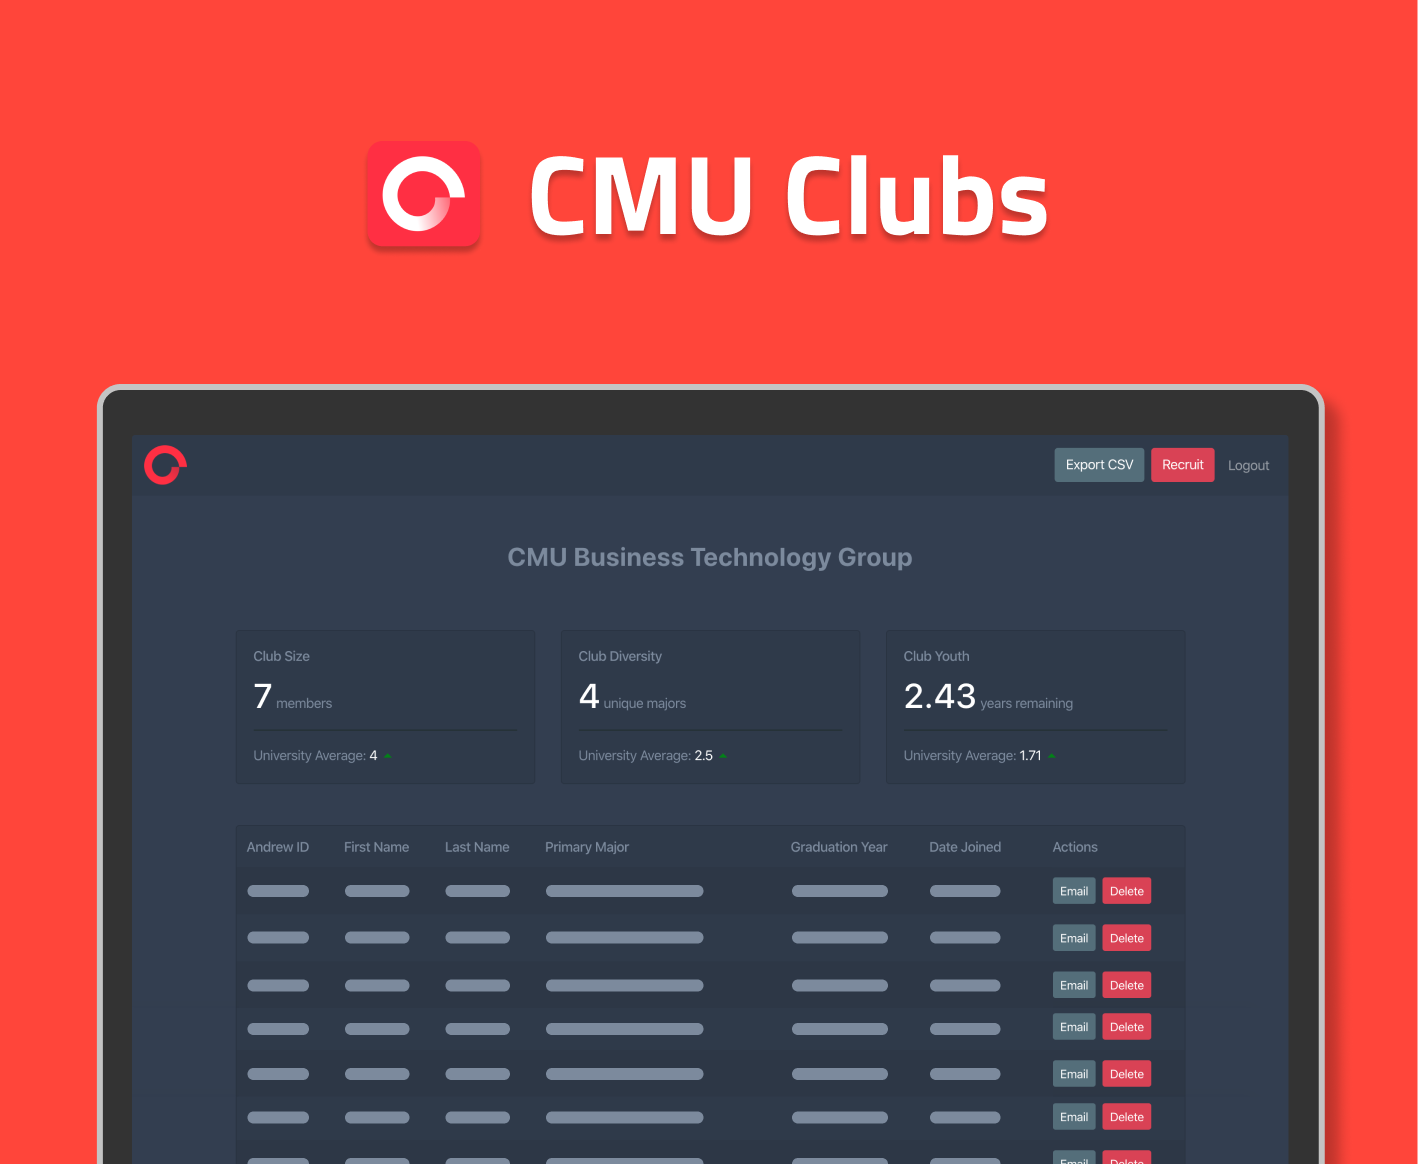 CMU Clubs
Export CSV Recruit Logout
CMU Business Technology Group
Club Size
7 members
University Average: 4
Club Diversity
4 unique majors
University Average: 2.5
Club Youth
2.43 years remaining
University Average: 1.71
Andrew ID First Name Last Name Primary Major Graduation Year Date Joined Actions
Email Delete
Email Delete
Email Delete
Email Delete
Email Delete
Email Delete
Email Delete